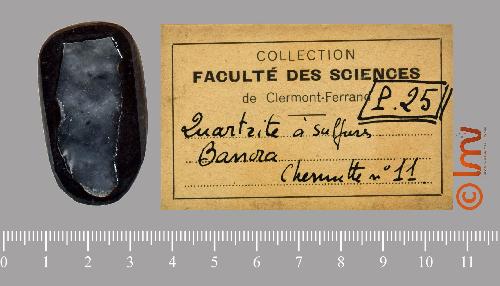 COLLECTION
FACULTÉ DES SCIENCES
de Clermont-Ferrand
P.25
Quartzite à sulfures
Banora
n° 11
© lmv
0 1 2 3 4 5 6 7 8 9 10 11